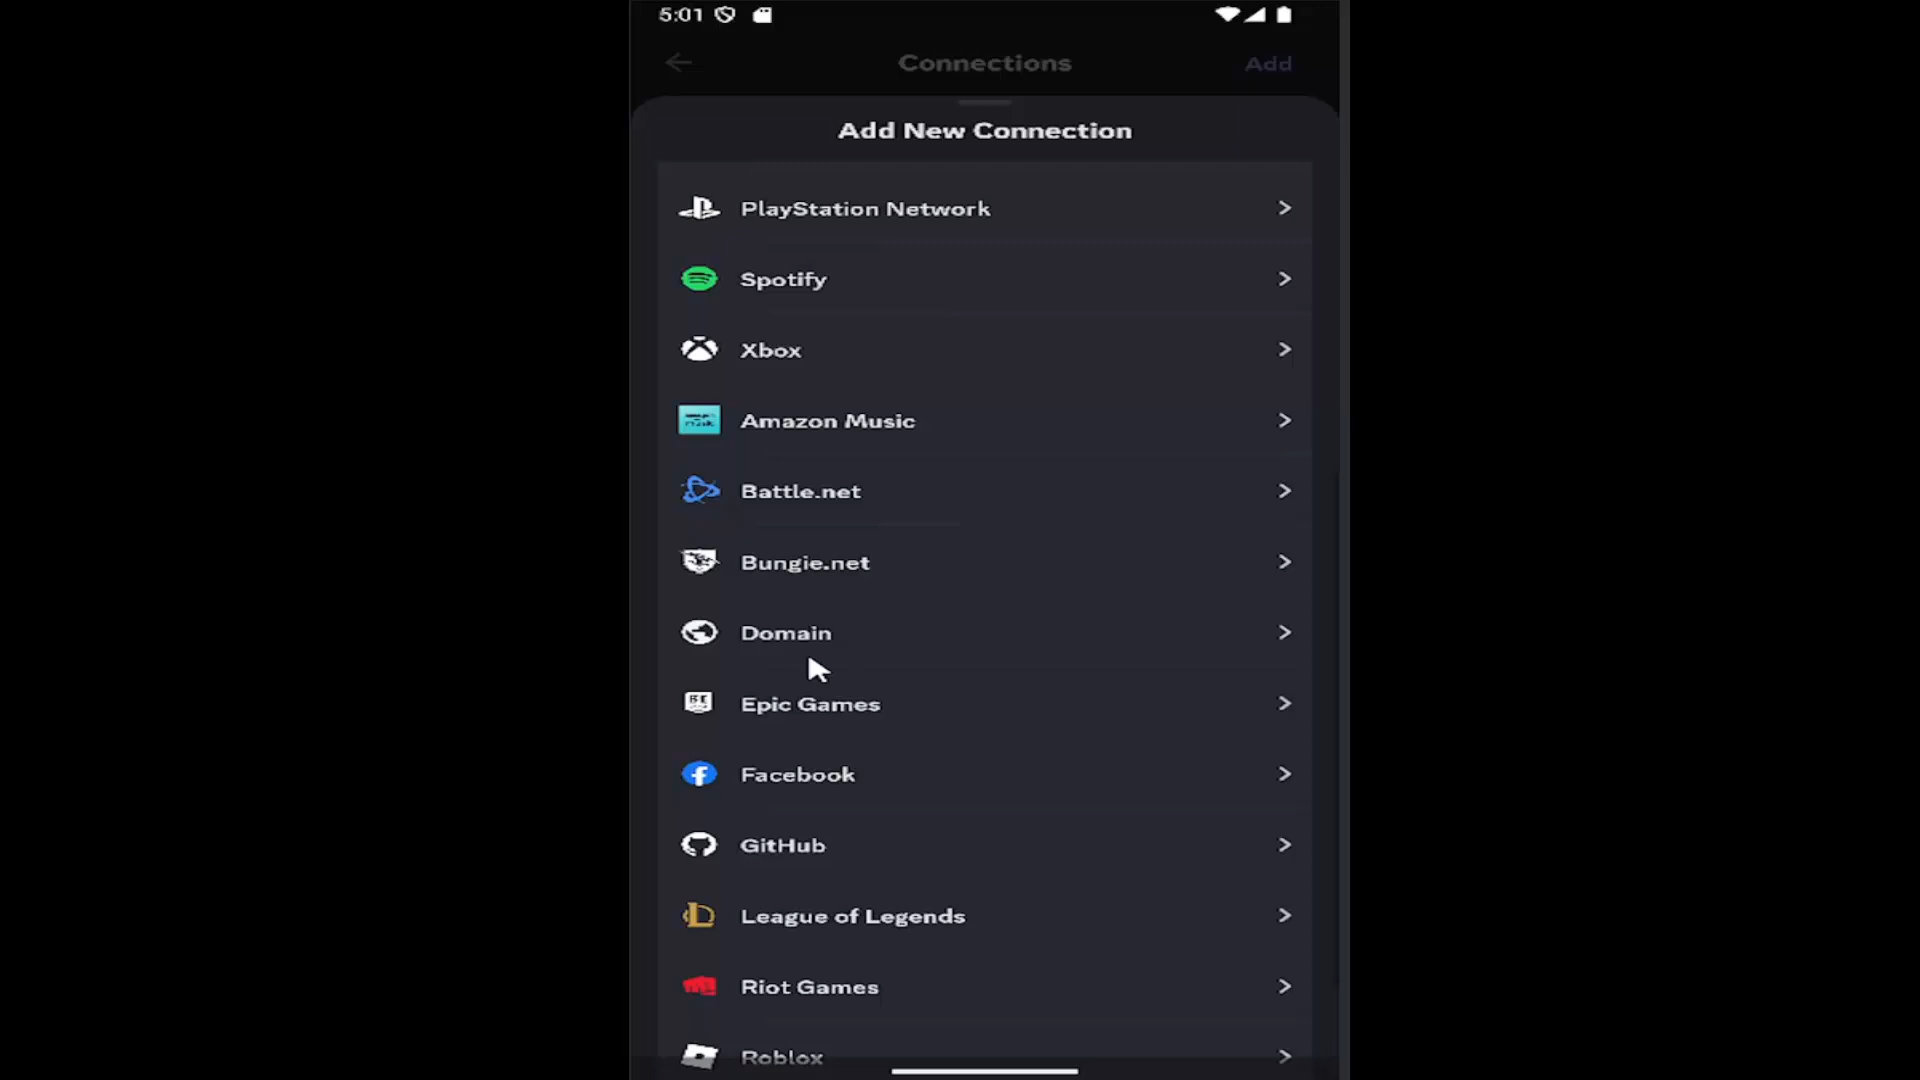 5:01
Connections
Add
Add New Connection
PlayStation Network
Spotify
Xbox
Amazon Music
Battle.net
Bungie.net
Domain
Epic Games
Facebook
GitHub
League of Legends
Riot Games
Roblox